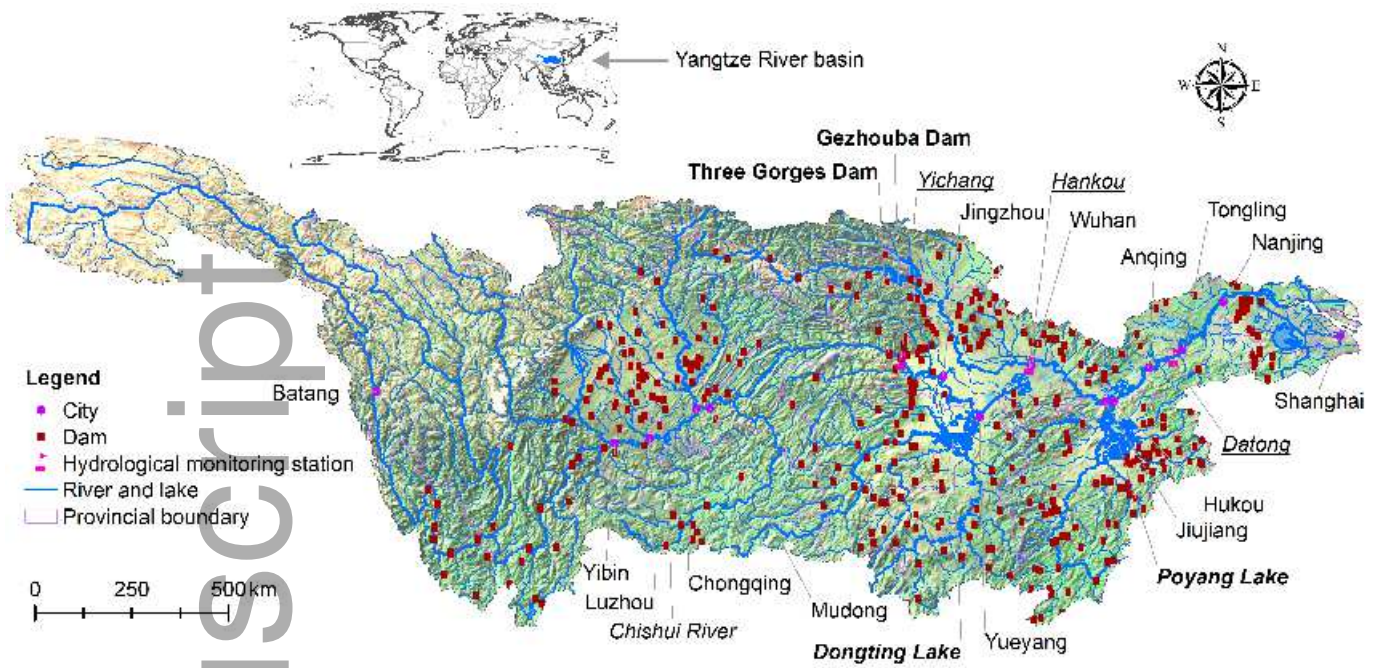 Yangtze River basin
N
W E
S
Gezhouba Dam
Three Gorges Dam
Yichang
Hankou
Jingzhou
Wuhan
Tongling
Anqing
Nanjing
Batang
Legend
City
Dam
Hydrological monitoring station
River and lake
Provincial boundary
0 250 500 km
Shanghai
Datong
Hukou
Jiujiang
Poyang Lake
Yibin
Luzhou
Chongqing
Chishui River
Mudong
Dongting Lake
Yueyang
uscript